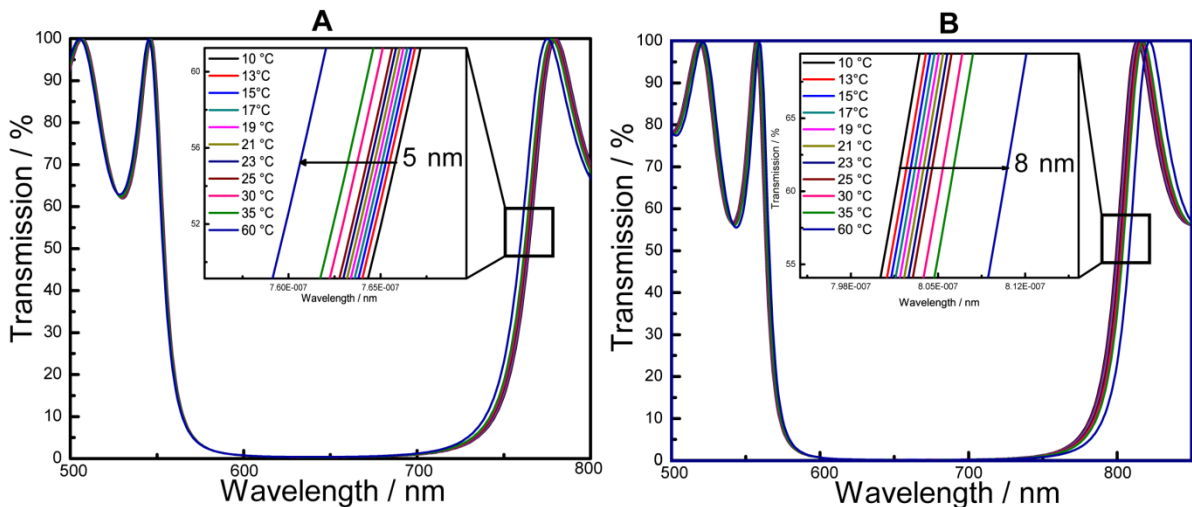 A
Transmission / %
100
90
80
70
60
50
40
30
20
10
0
500
600
700
800
Wavelength / nm
60
56
52
7.60E-007
7.65E-007
Wavelength / nm
10 °C
13°C
15°C
17°C
19 °C
21 °C
23 °C
25 °C
30 °C
35 °C
60 °C
5 nm
B
Transmission / %
100
90
80
70
60
50
40
30
20
10
0
500
600
700
800
Wavelength / nm
Transmission / %
65
60
55
7.98E-007
8.05E-007
8.12E-007
Wavelength / nm
10 °C
13°C
15°C
17°C
19 °C
21 °C
23 °C
25 °C
30 °C
35 °C
60 °C
8 nm